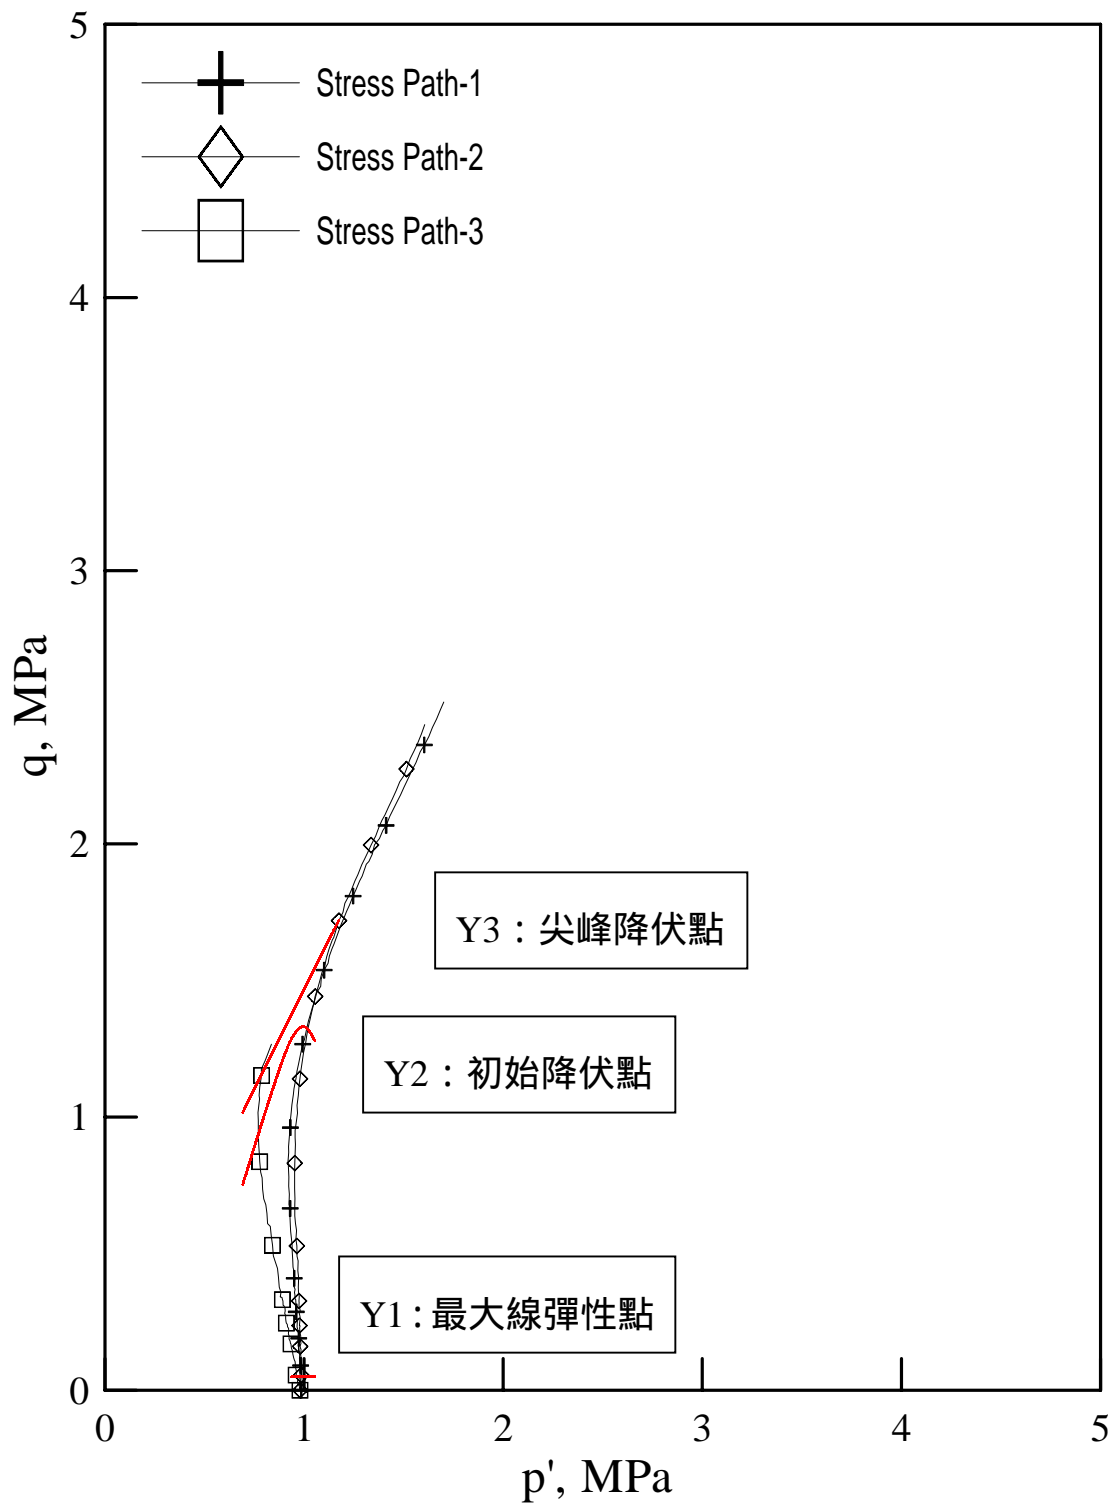 5
Stress Path-1
Stress Path-2
Stress Path-3
4
3
q, MPa
2
Y3：尖峰降伏點
Y2：初始降伏點
1
Y1 : 最大線彈性點
0
0 1 2 3 4 5
p', MPa